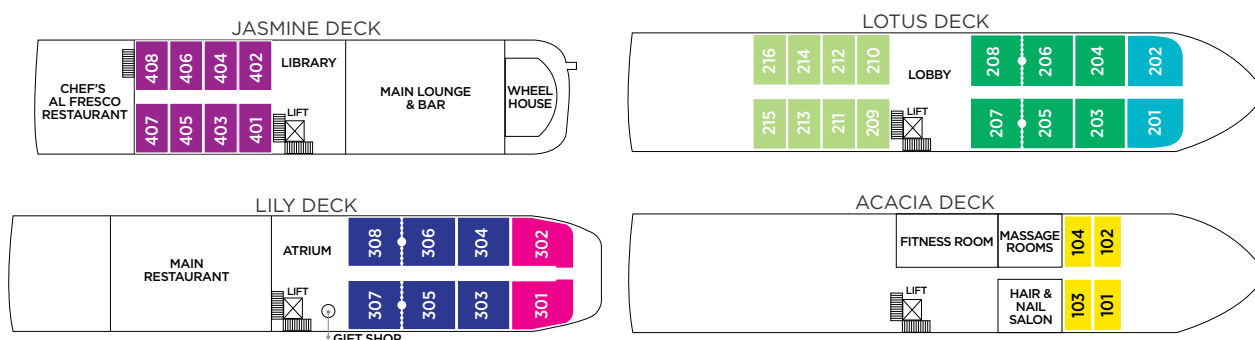 JASMINE DECK
408 406 404 402
LIBRARY
CHEF'S
AL FRESCO
RESTAURANT
MAIN LOUNGE
& BAR
WHEEL
HOUSE
LIFT
407 405 403 401
LOTUS DECK
216 214 212 210
LOBBY
208 206 204 202
LIFT
215 213 211 209
207 205 203 201
LILY DECK
MAIN
RESTAURANT
ATRIUM
308 306 304 302
LIFT
307 305 303 301
GIFT SHOP
ACACIA DECK
FITNESS ROOM
MASSAGE
ROOMS
104 102
LIFT
HAIR &
NAIL
SALON
103 101